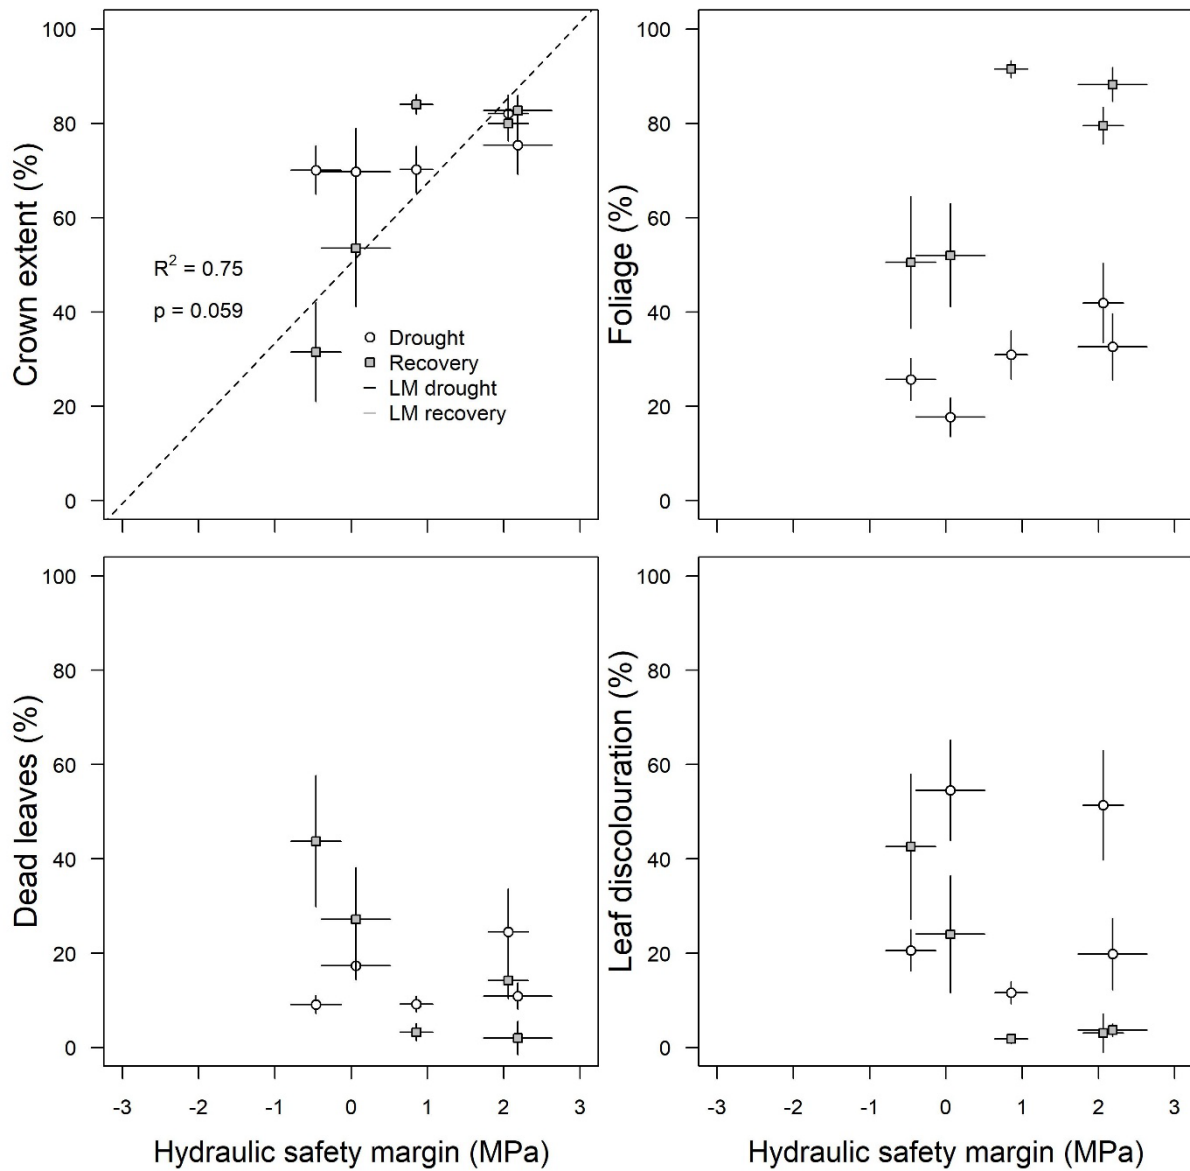 100
80
60
40
20
0
Crown extent (%)
R² = 0.75
p = 0.059
Drought
Recovery
LM drought
LM recovery
100
80
60
40
20
0
Foliage (%)
100
80
60
40
20
0
Dead leaves (%)
-3 -2 -1 0 1 2 3
Hydraulic safety margin (MPa)
100
80
60
40
20
0
Leaf discolouration (%)
-3 -2 -1 0 1 2 3
Hydraulic safety margin (MPa)